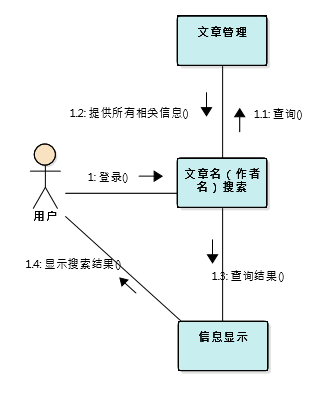 文章管理
1.2: 提供所有相关信息()
1.1: 查询()
1: 登录()
文章名（作者
名）搜索
用户
1.3: 查询结果()
1.4: 显示搜索结果()
信息显示